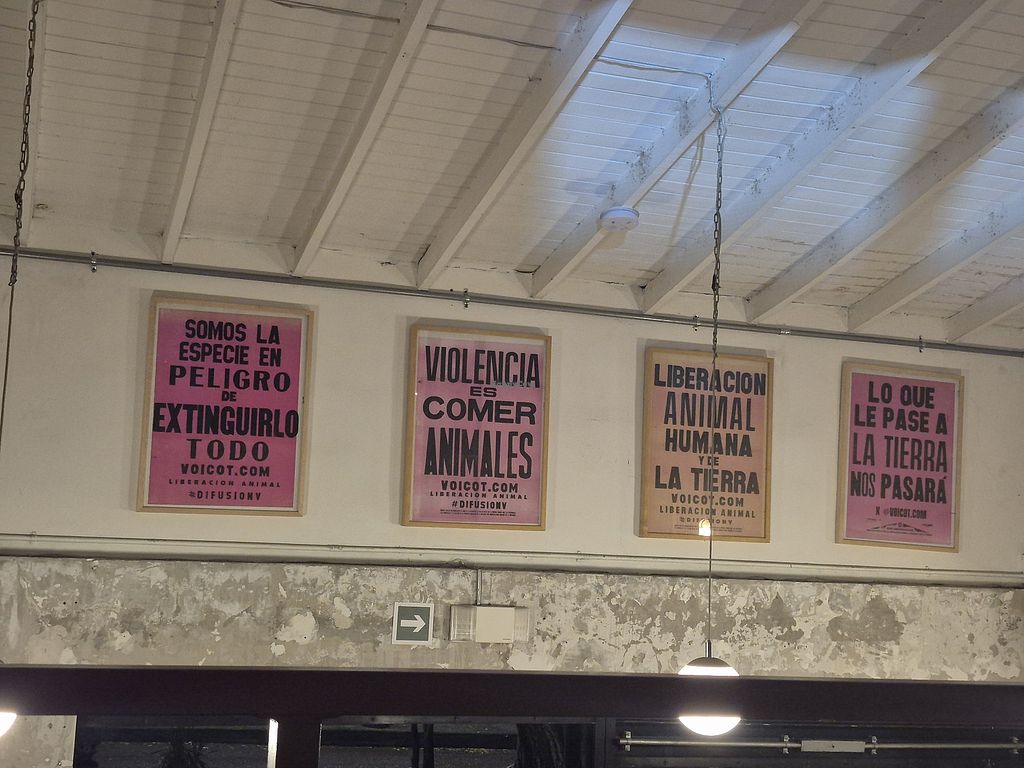 SOMOS LA
ESPECIE EN
PELIGRO
DE
EXTINGUIRLO
TODO
VOICOT.COM
LIBERACION ANIMAL
#DIFUSIONV
VIOLENCIA
ES
COMER
ANIMALES
VOICOT.COM
LIBERACION ANIMAL
#DIFUSIONV
LIBERACION
ANIMAL
HUMANA
Y DE
LA TIERRA
VOICOT.COM
LIBERACION ANIMAL
#DIFUSIONV
LO QUE
LE PASE A
LA TIERRA
NOS PASARÁ
VOICOT.COM